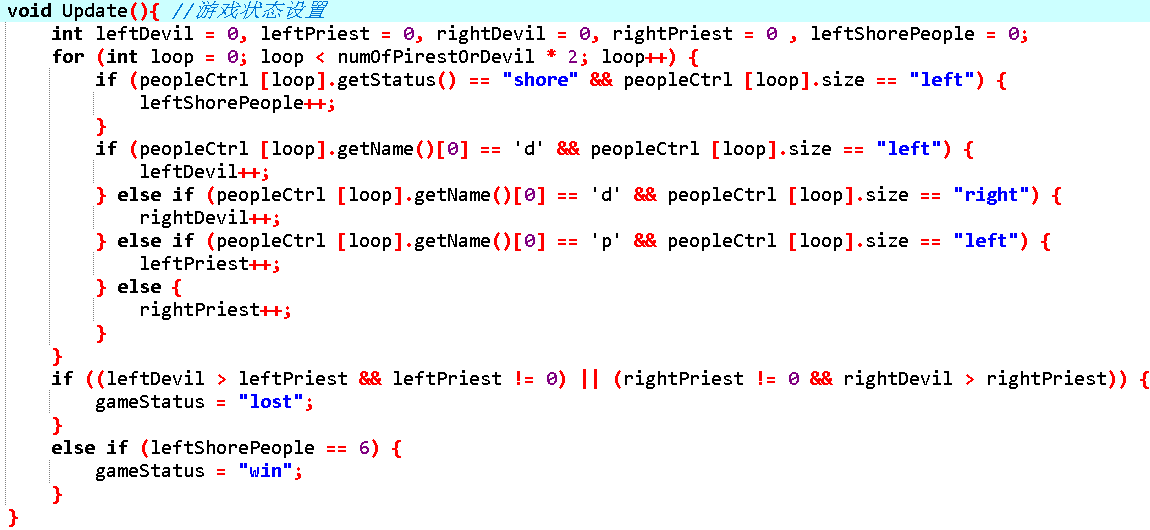 void Update(){ //游戏状态设置
    int leftDevil = 0, leftPriest = 0, rightDevil = 0, rightPriest = 0 , leftShorePeople = 0;
    for (int loop = 0; loop < numOfPirestOrDevil * 2; loop++) {
        if (peopleCtrl [loop].getStatus() == "shore" && peopleCtrl [loop].size == "left") {
            leftShorePeople++;
        }
        if (peopleCtrl [loop].getName()[0] == 'd' && peopleCtrl [loop].size == "left") {
            leftDevil++;
        } else if (peopleCtrl [loop].getName()[0] == 'd' && peopleCtrl [loop].size == "right") {
            rightDevil++;
        } else if (peopleCtrl [loop].getName()[0] == 'p' && peopleCtrl [loop].size == "left") {
            leftPriest++;
        } else {
            rightPriest++;
        }
    }
    if ((leftDevil > leftPriest && leftPriest != 0) || (rightPriest != 0 && rightDevil > rightPriest)) {
        gameStatus = "lost";
    }
    else if (leftShorePeople == 6) {
        gameStatus = "win";
    }
}